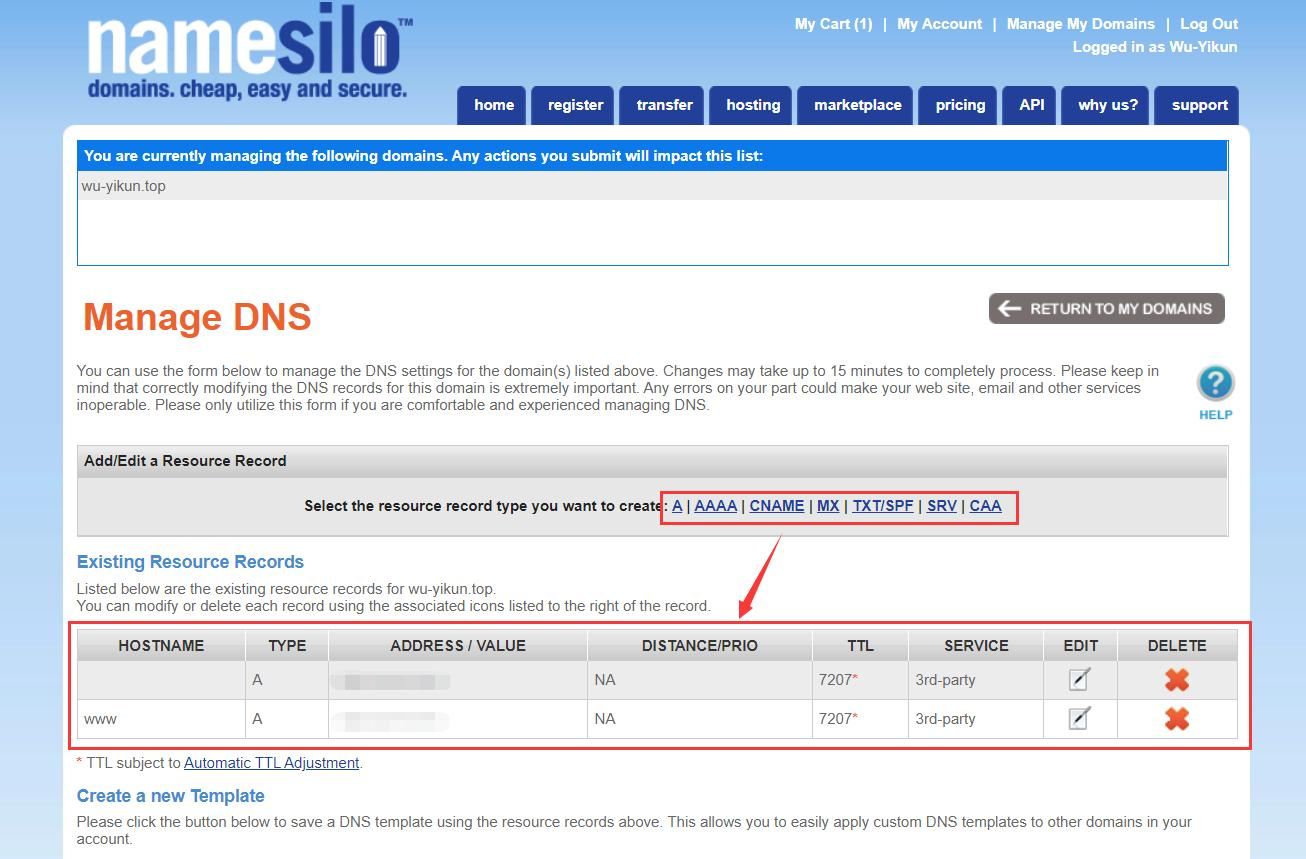 namesilo™
domains. cheap, easy and secure.
My Cart (1) | My Account | Manage My Domains | Log Out
Logged in as Wu-Yikun
home register transfer hosting marketplace pricing API why us? support
You are currently managing the following domains. Any actions you submit will impact this list:
wu-yikun.top
Manage DNS
RETURN TO MY DOMAINS
You can use the form below to manage the DNS settings for the domain(s) listed above. Changes may take up to 15 minutes to completely process. Please keep in
mind that correctly modifying the DNS records for this domain is extremely important. Any errors on your part could make your web site, email and other services
inoperable. Please only utilize this form if you are comfortable and experienced managing DNS.
?
HELP
Add/Edit a Resource Record
Select the resource record type you want to create: A | AAAA | CNAME | MX | TXT/SPF | SRV | CAA
Existing Resource Records
Listed below are the existing resource records for wu-yikun.top.
You can modify or delete each record using the associated icons listed to the right of the record.
HOSTNAME TYPE ADDRESS / VALUE DISTANCE/PRIO TTL SERVICE EDIT DELETE
A NA 7207* 3rd-party
www A NA 7207* 3rd-party
* TTL subject to Automatic TTL Adjustment.
Create a new Template
Please click the button below to save a DNS template using the resource records above. This allows you to easily apply custom DNS templates to other domains in your
account.